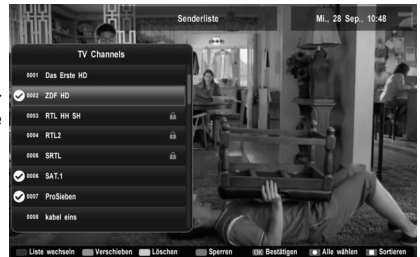 Senderliste
Mi., 28 Sep., 10:48
TV Channels
0001 Das Erste HD
0002 ZDF HD
0003 RTL HH SH
0004 RTL2
0005 SRTL
0006 SAT.1
0007 ProSieben
0008 kabel eins
Liste wechseln Verschieben Löschen Sperren OK Bestätigen Alle wählen Sortieren